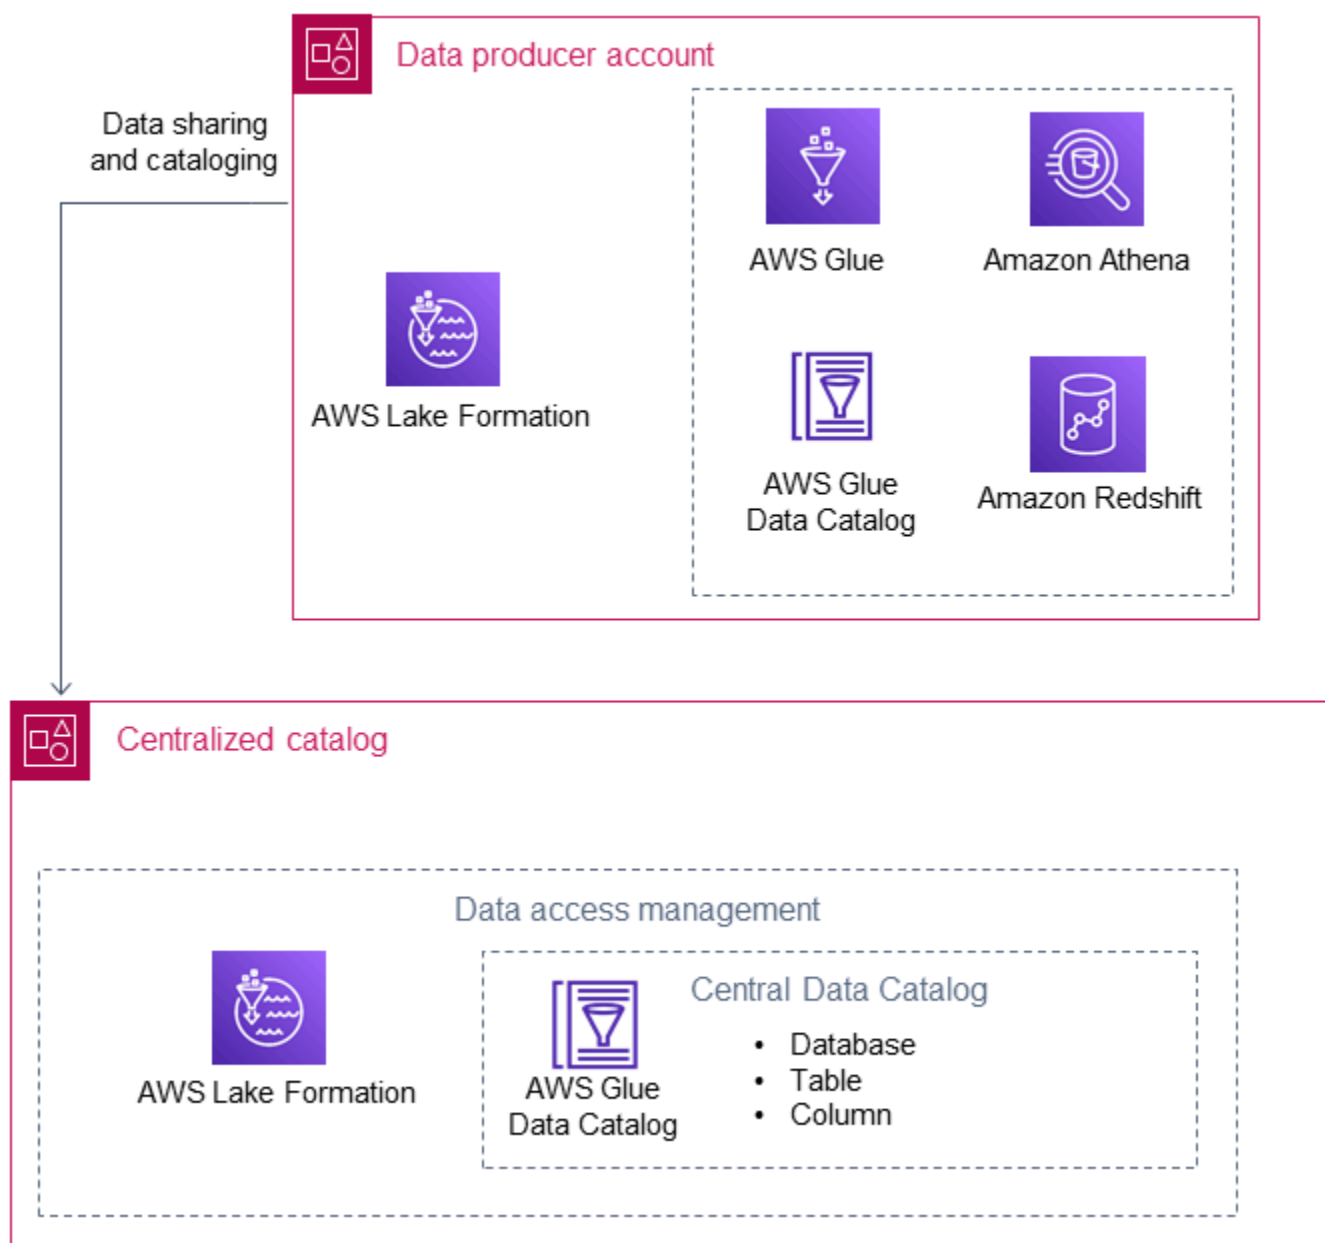 Data producer account
Data sharing
and cataloging
AWS Glue
Amazon Athena
AWS Lake Formation
AWS Glue
Data Catalog
Amazon Redshift
Centralized catalog
Data access management
Central Data Catalog
• Database
• Table
• Column
AWS Lake Formation
AWS Glue
Data Catalog